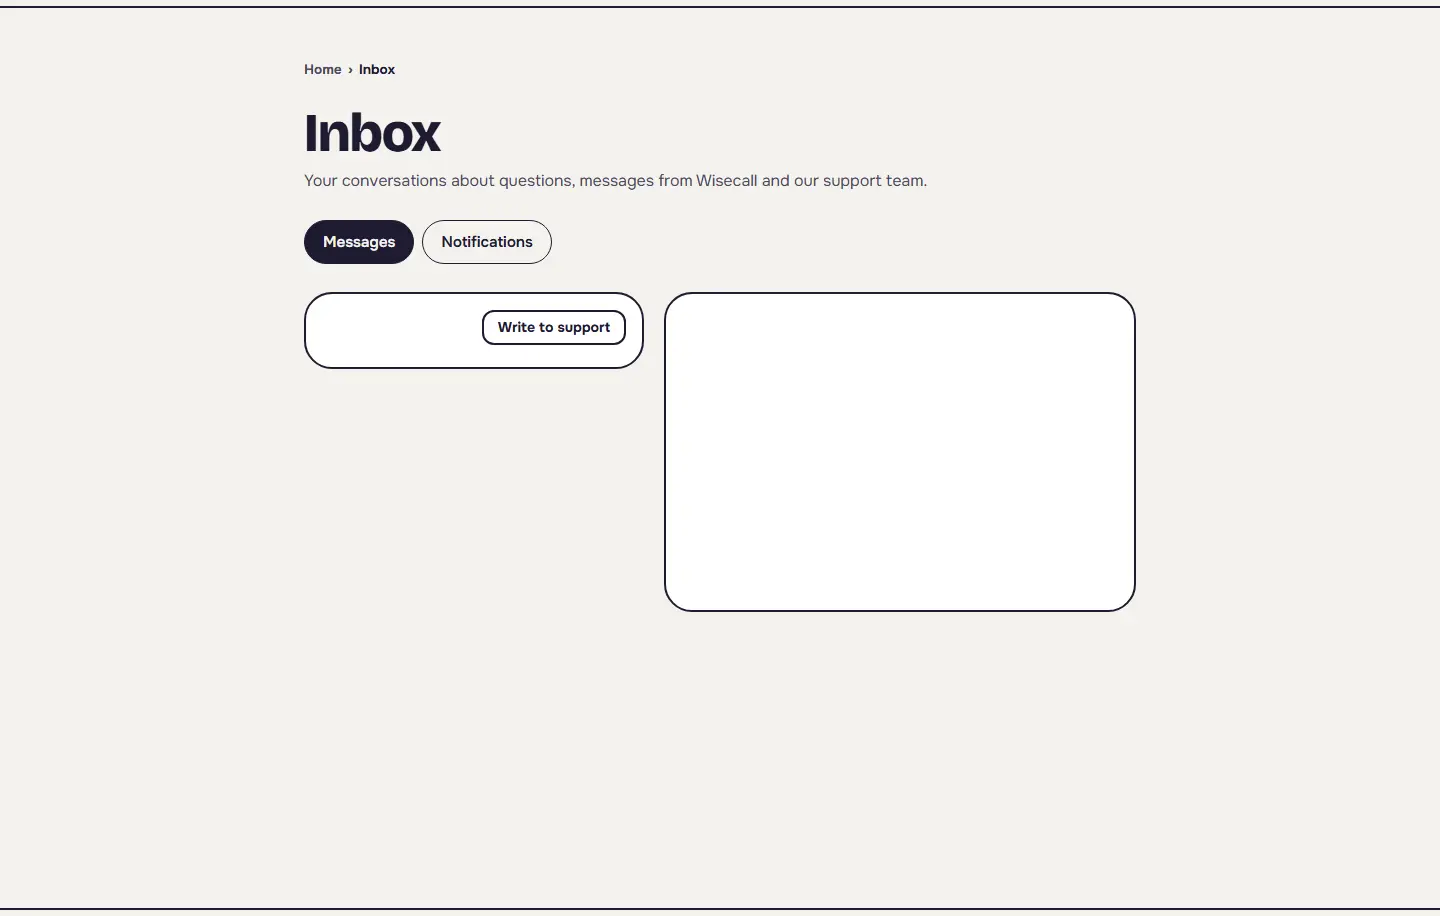 Home › Inbox
Inbox
Your conversations about questions, messages from Wisecall and our support team.
Messages Notifications
Write to support